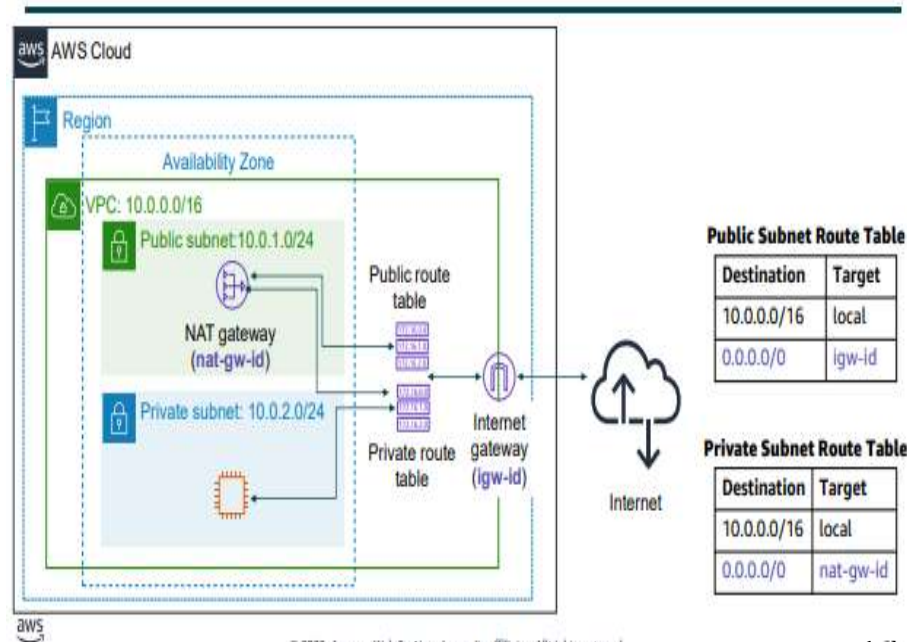 aws AWS Cloud
Region
Availability Zone
VPC: 10.0.0.0/16
Public subnet:10.0.1.0/24
NAT gateway
(nat-gw-id)
Public route
table
Private subnet: 10.0.2.0/24
Private route
table
Internet
gateway
(igw-id)
Internet
Public Subnet Route Table
Destination Target
10.0.0.0/16 local
0.0.0.0/0 igw-id
Private Subnet Route Table
Destination Target
10.0.0.0/16 local
0.0.0.0/0 nat-gw-id
aws